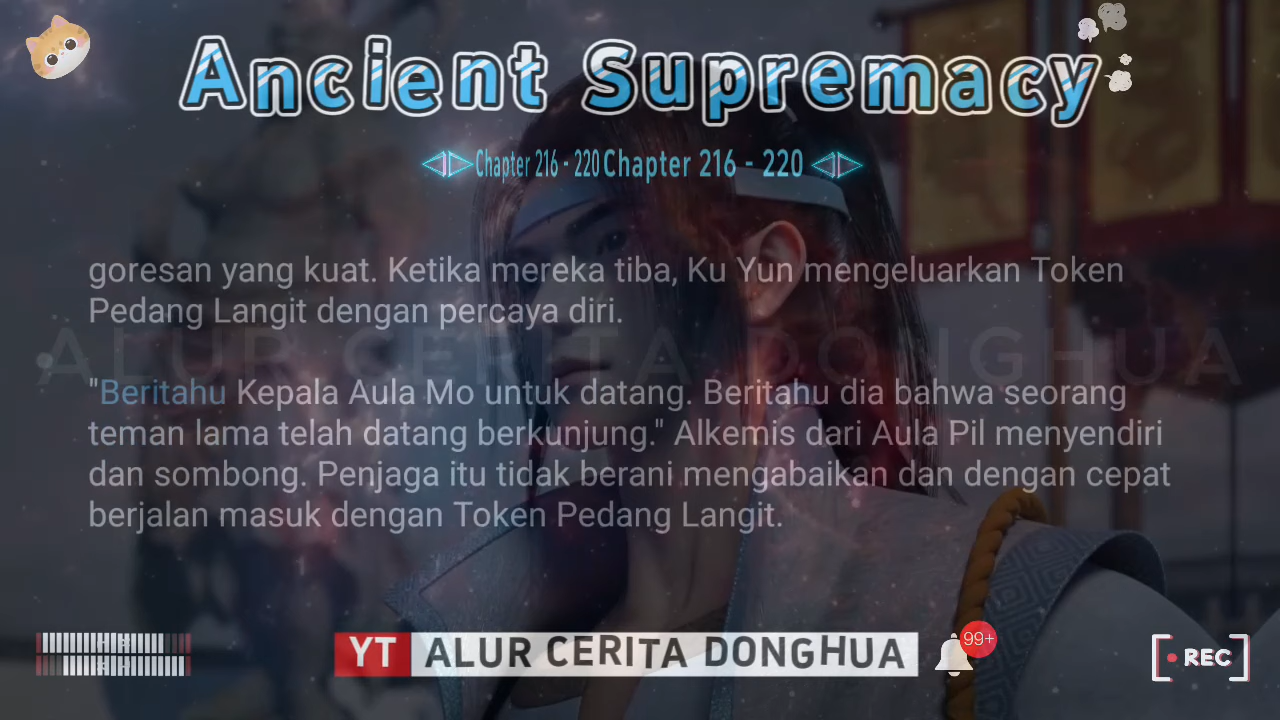 Ancient Supremacy
Chapter 216 - 220 Chapter 216 - 220
goresan yang kuat. Ketika mereka tiba, Ku Yun mengeluarkan Token
Pedang Langit dengan percaya diri.
ALUR CERITA DONGHUA
"Beritahu Kepala Aula Mo untuk datang. Beritahu dia bahwa seorang
teman lama telah datang berkunjung." Alkemis dari Aula Pil menyendiri
dan sombong. Penjaga itu tidak berani mengabaikan dan dengan cepat
berjalan masuk dengan Token Pedang Langit.
YT ALUR CERITA DONGHUA
99+
REC